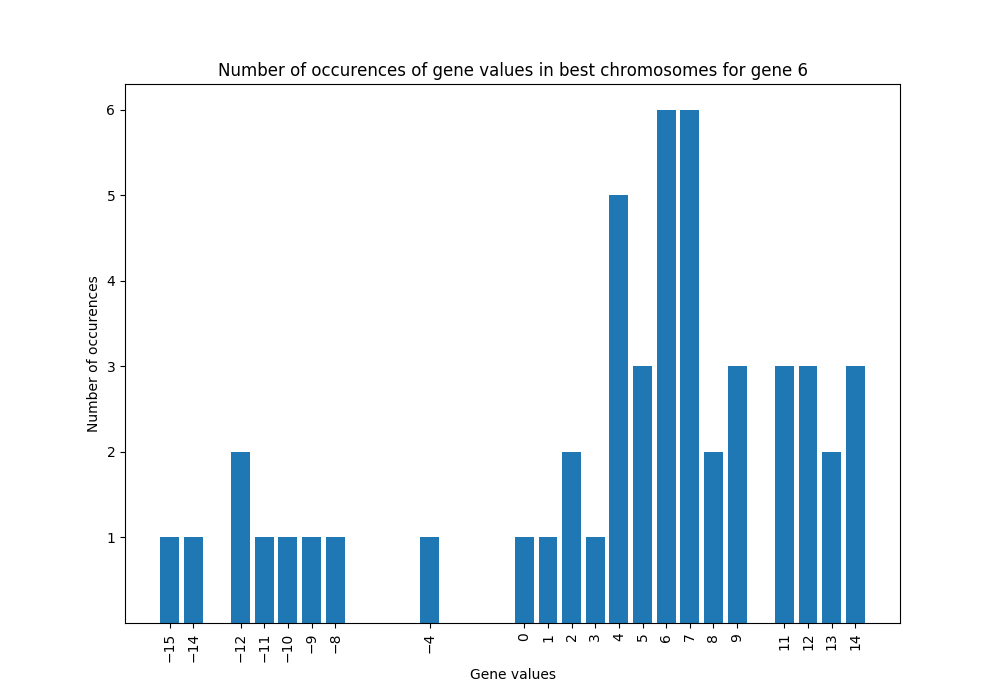 Number of occurences of gene values in best chromosomes for gene 6
6
5
4
3
2
1
Number of occurences
−15 −14 −12 −11 −10 −9 −8 −4 0 1 2 3 4 5 6 7 8 9 11 12 13 14
Gene values